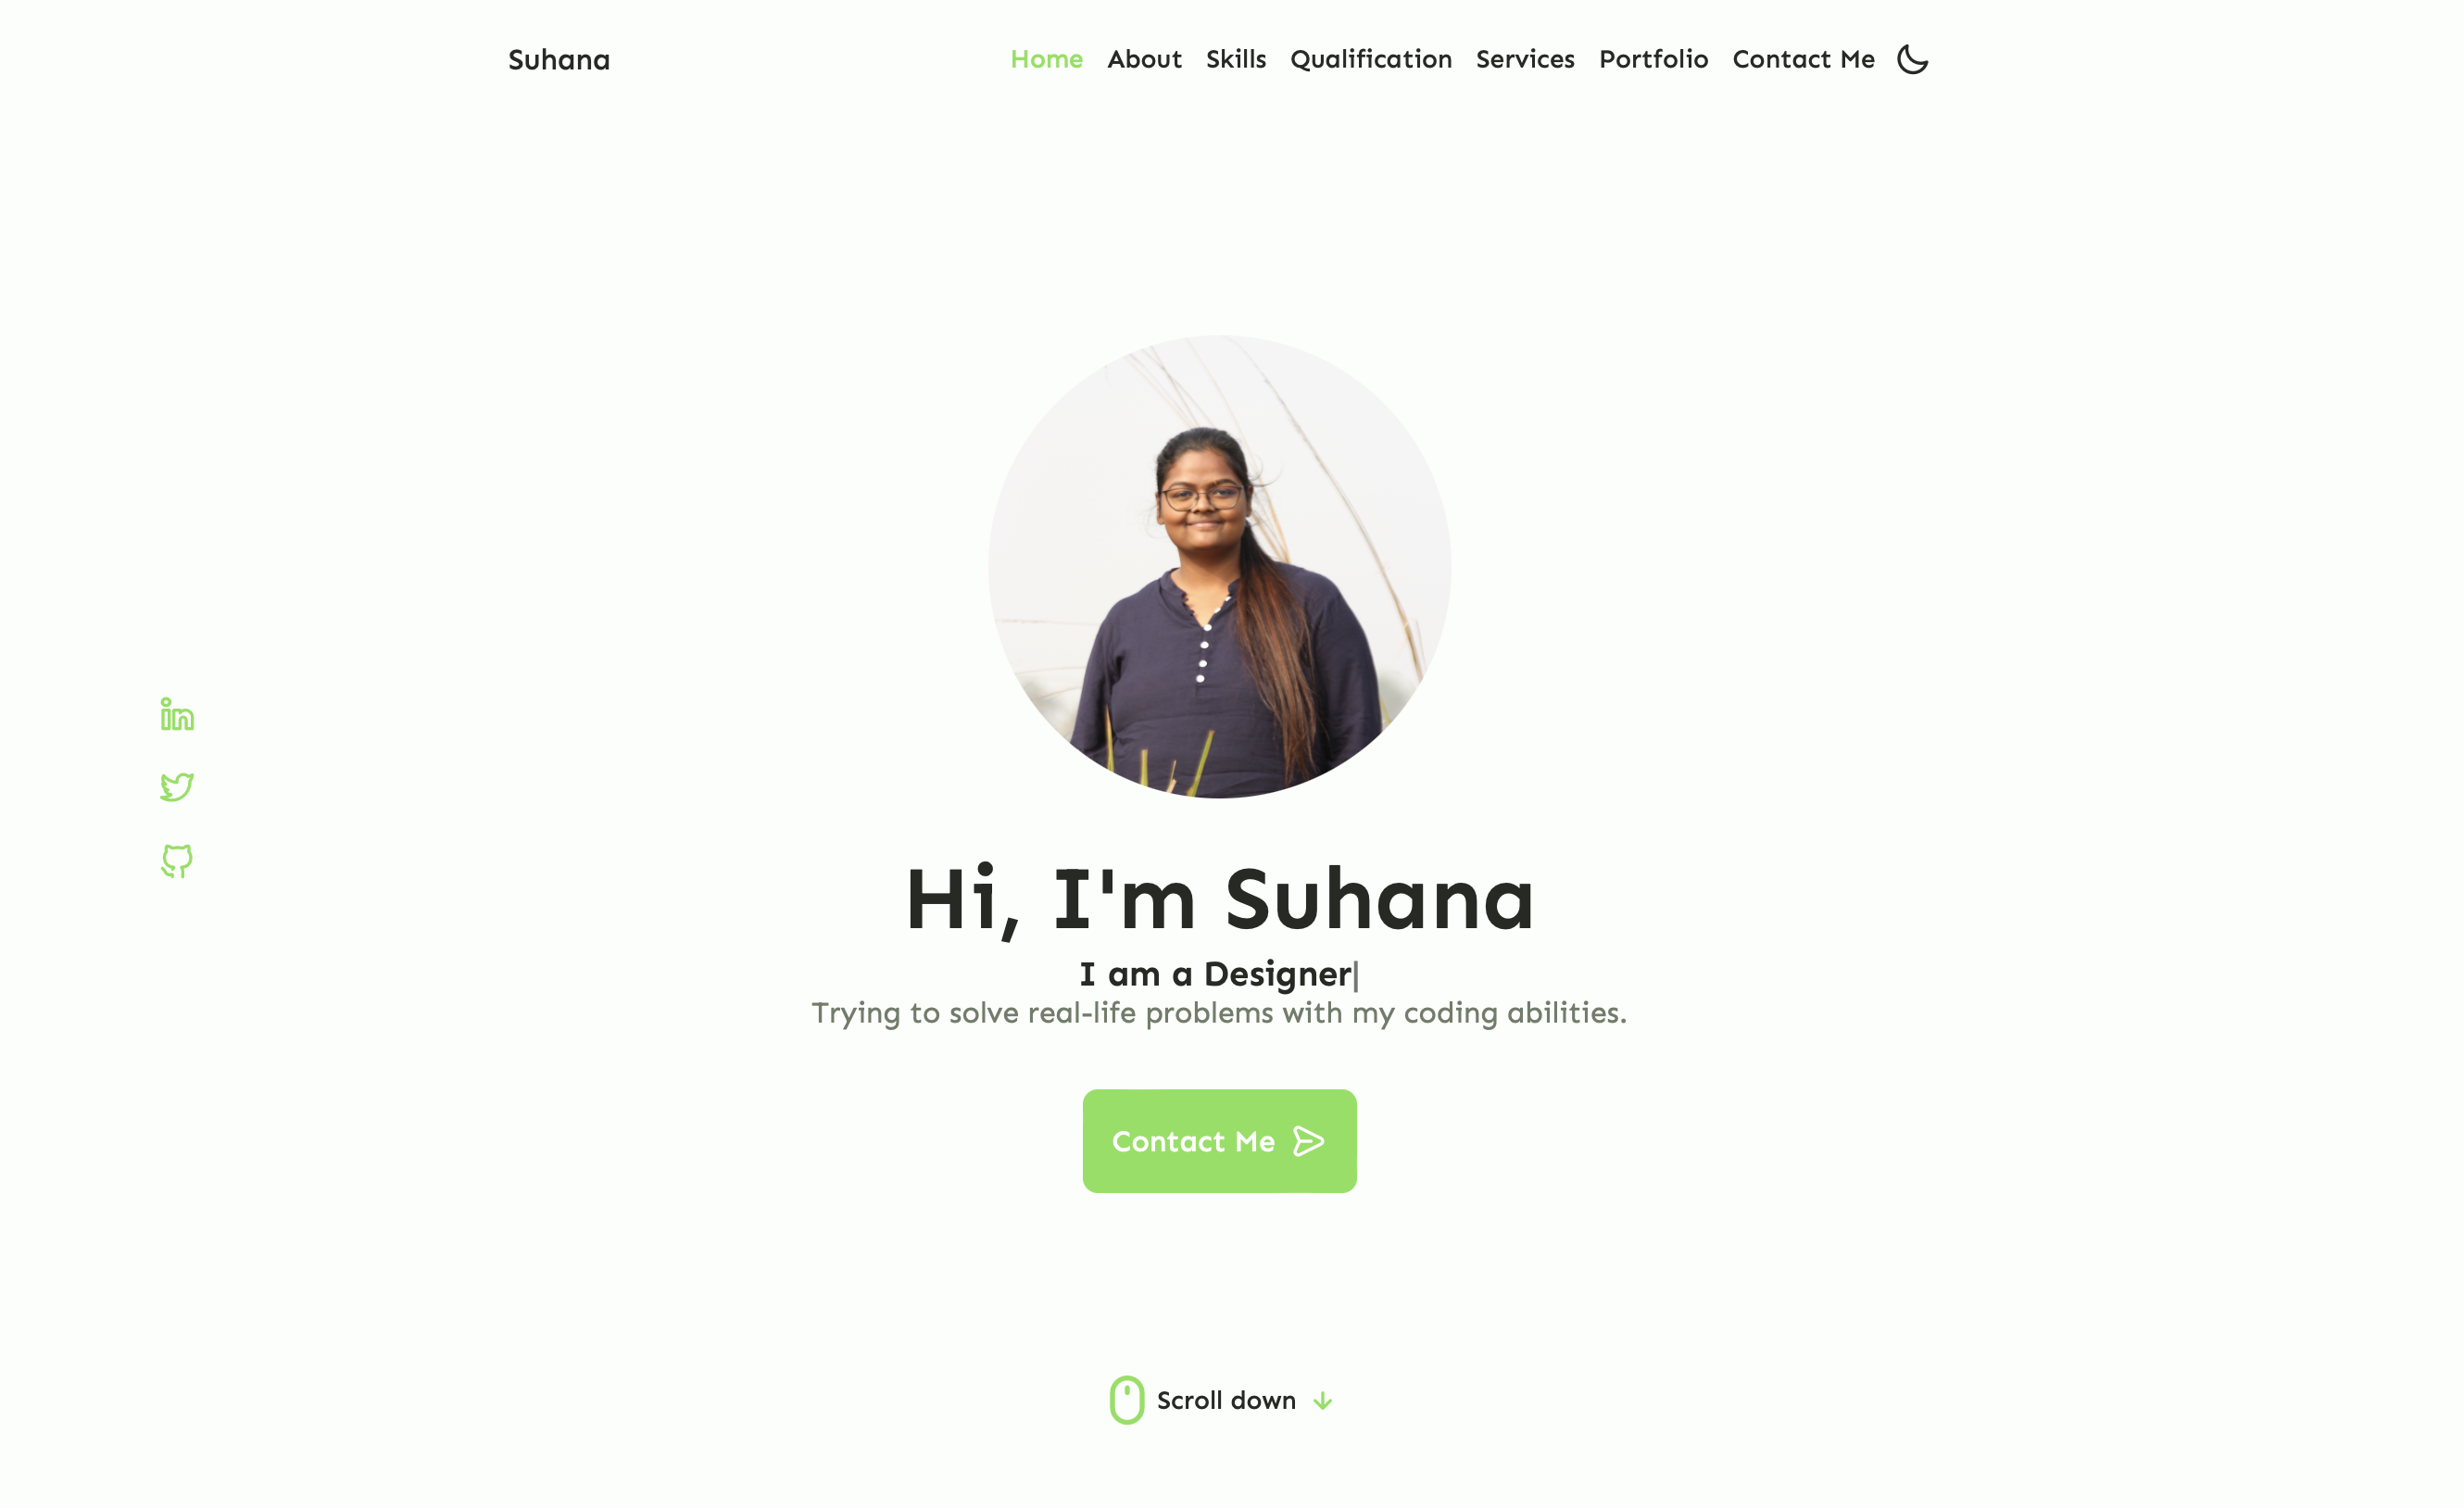 Suhana
Home About Skills Qualification Services Portfolio Contact Me
in
Hi, I'm Suhana
I am a Designer|
Trying to solve real-life problems with my coding abilities.
Contact Me
Scroll down